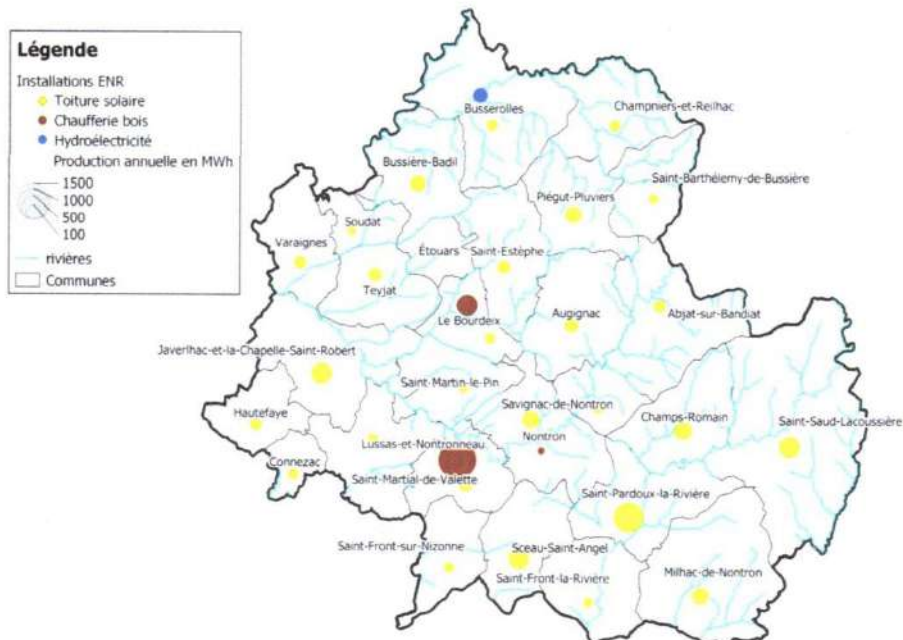 Légende
Installations ENR
Toiture solaire
Chaufferie bois
Hydroélectricité
Production annuelle en MWh
1500
1000
500
100
rivières
Communes
Busserolles
Champniers-et-Reilhac
Bussière-Badil
Saint-Barthélemy-de-Bussière
Piégut-Pluviers
Soudat
Varaignes
Étouars
Saint-Estèphe
Teyjat
Le Bourdeix
Augignac
Abjat-sur-Bandiat
Javerlhac-et-la-Chapelle-Saint-Robert
Saint-Martin-le-Pin
Hautefaye
Savignac-de-Nontron
Champs-Romain
Saint-Saud-Lacoussière
Lussas-et-Nontronneau
Nontron
Connezac
Saint-Martial-de-Valette
Saint-Pardoux-la-Rivière
Saint-Front-sur-Nizonne
Sceau-Saint-Angel
Saint-Front-la-Rivière
Milhac-de-Nontron